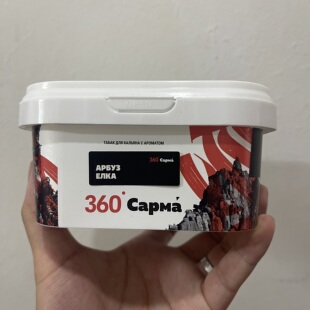 ТАБАК ДЛЯ КАЛЬЯНА С АРОМАТОМ
АРБУЗ
ЕЛКА
360° Сарма
360° Сарма